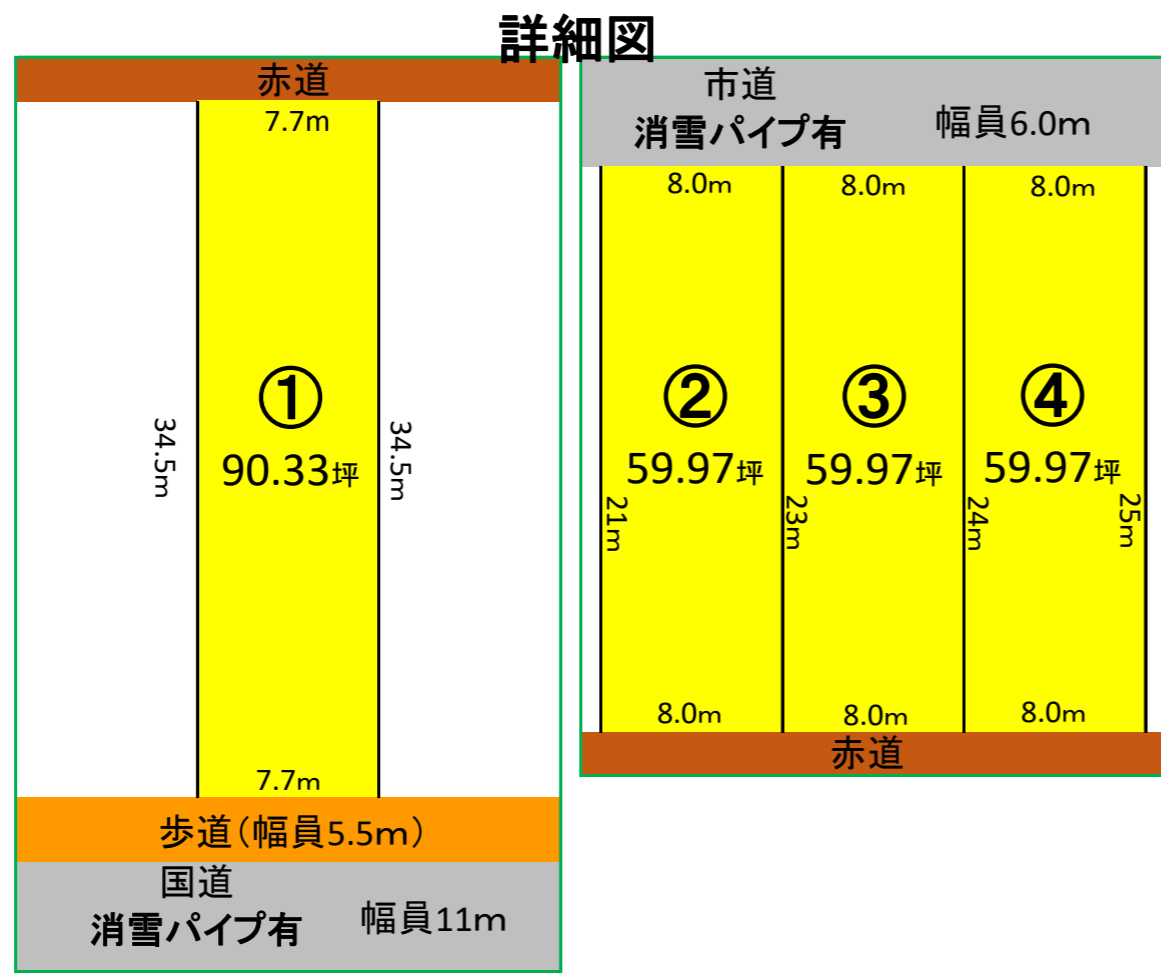 詳細図
赤道
7.7m
①
90.33坪
34.5m
34.5m
7.7m
歩道（幅員5.5m）
国道
消雪パイプ有
幅員11m
市道
消雪パイプ有
幅員6.0m
8.0m
8.0m
8.0m
②
③
④
59.97坪
59.97坪
59.97坪
21m
23m
24m
25m
8.0m
8.0m
8.0m
赤道